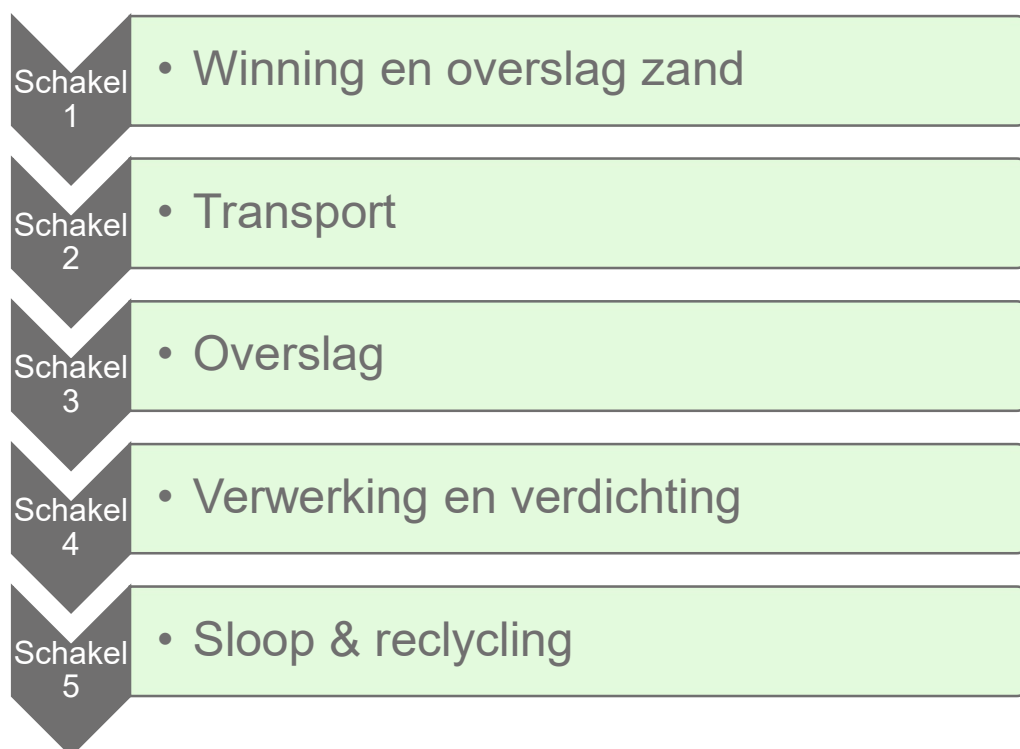 Schakel
1
• Winning en overslag zand
Schakel
2
• Transport
Schakel
3
• Overslag
Schakel
4
• Verwerking en verdichting
Schakel
5
• Sloop & reclycling